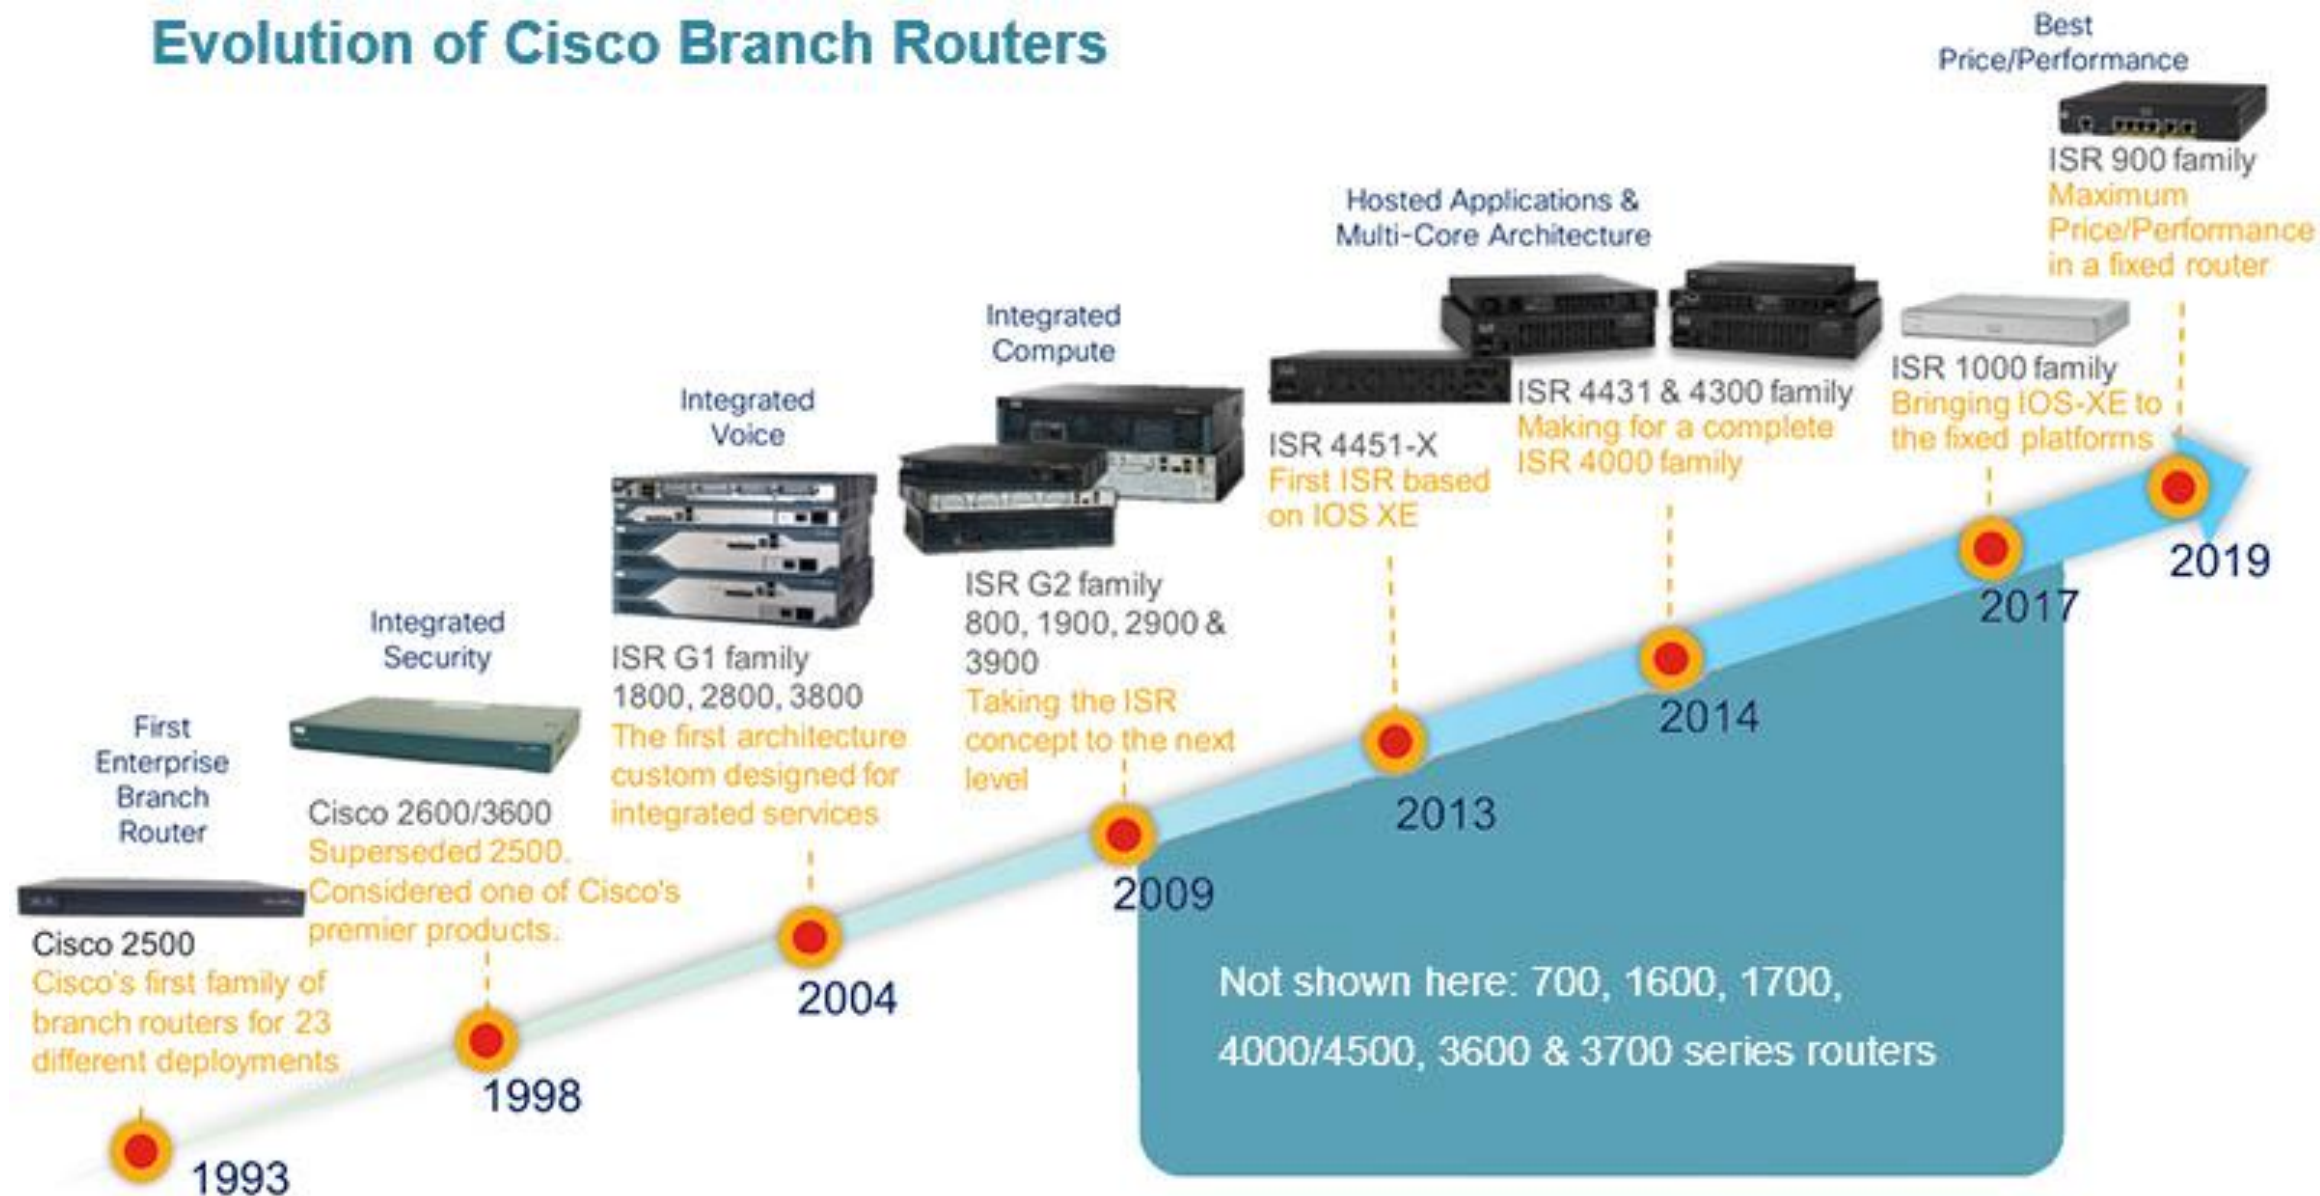 Evolution of Cisco Branch Routers
First
Enterprise
Branch
Router
Cisco 2500
Cisco's first family of
branch routers for 23
different deployments
1993
Integrated
Security
Cisco 2600/3600
Superseded 2500.
Considered one of Cisco's
premier products.
1998
Integrated
Voice
ISR G1 family
1800, 2800, 3800
The first architecture
custom designed for
integrated services
2004
Integrated
Compute
ISR G2 family
800, 1900, 2900 &
3900
Taking the ISR
concept to the next
level
2009
Hosted Applications &
Multi-Core Architecture
ISR 4451-X
First ISR based
on IOS XE
2013
ISR 4431 & 4300 family
Making for a complete
ISR 4000 family
2014
ISR 1000 family
Bringing IOS-XE to
the fixed platforms
2017
Best
Price/Performance
ISR 900 family
Maximum
Price/Performance
in a fixed router
2019
Not shown here: 700, 1600, 1700,
4000/4500, 3600 & 3700 series routers